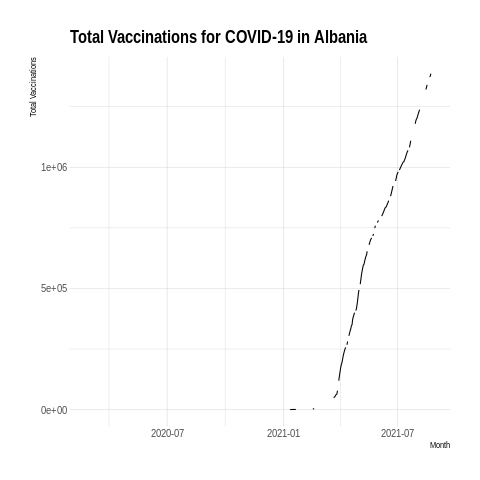 Total Vaccinations for COVID-19 in Albania
Total Vaccinations
1e+06
5e+05
0e+00
2020-07
2021-01
2021-07
Month